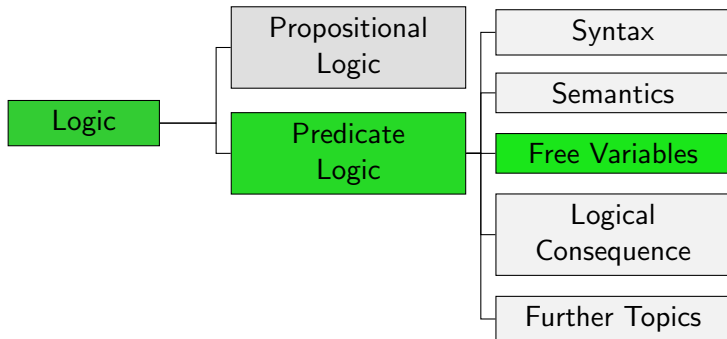 Logic
Propositional
Logic
Predicate
Logic
Syntax
Semantics
Free Variables
Logical
Consequence
Further Topics